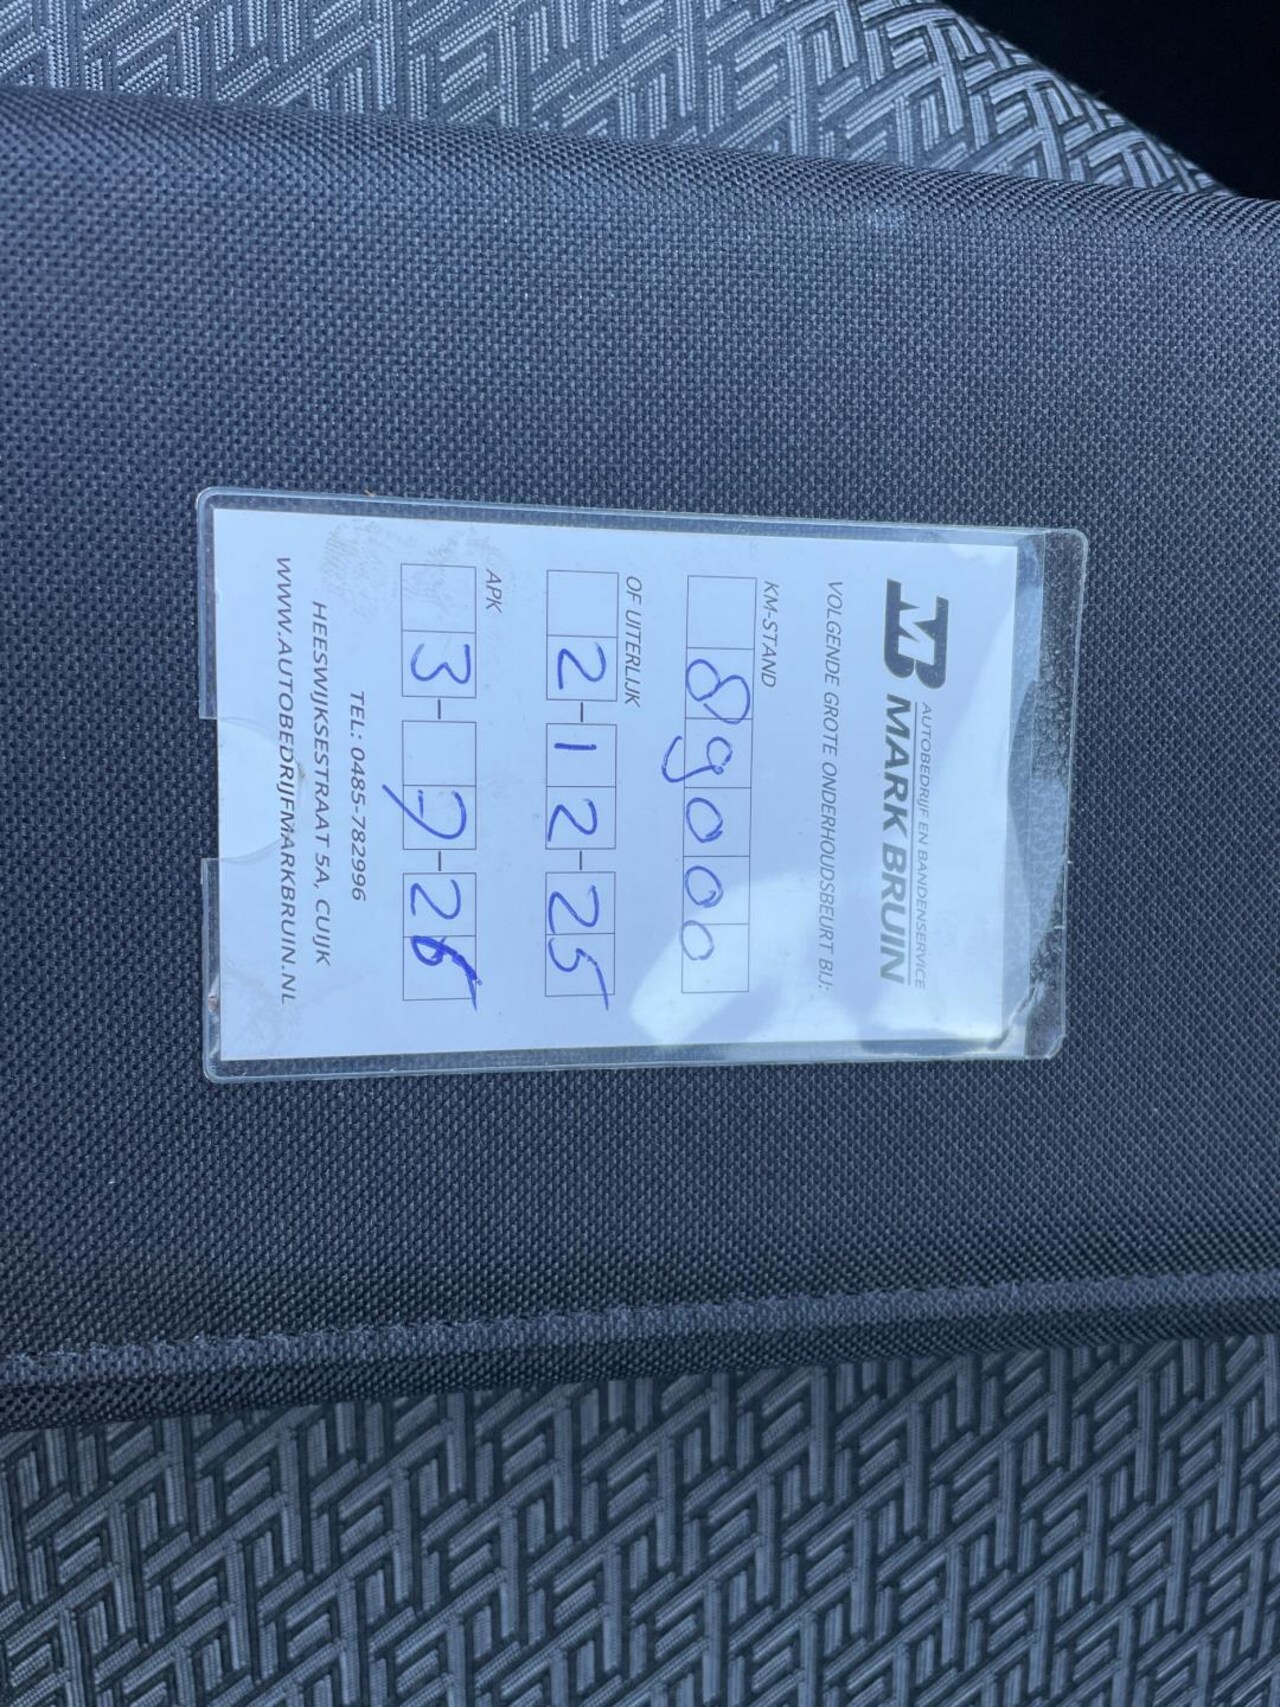 MB AUTOBEDRIJF EN BANDENSERVICE
MARK BRUIN
VOLGENDE GROTE ONDERHOUDSBEURT BIJ:
KM-STAND
89000
OF UITERLIJK
2-12-25
APK
3-7-26
TEL: 0485-782996
HEESWIJKSESTRAAT 5A, CUIJK
WWW.AUTOBEDRIJFMARKBRUIN.NL